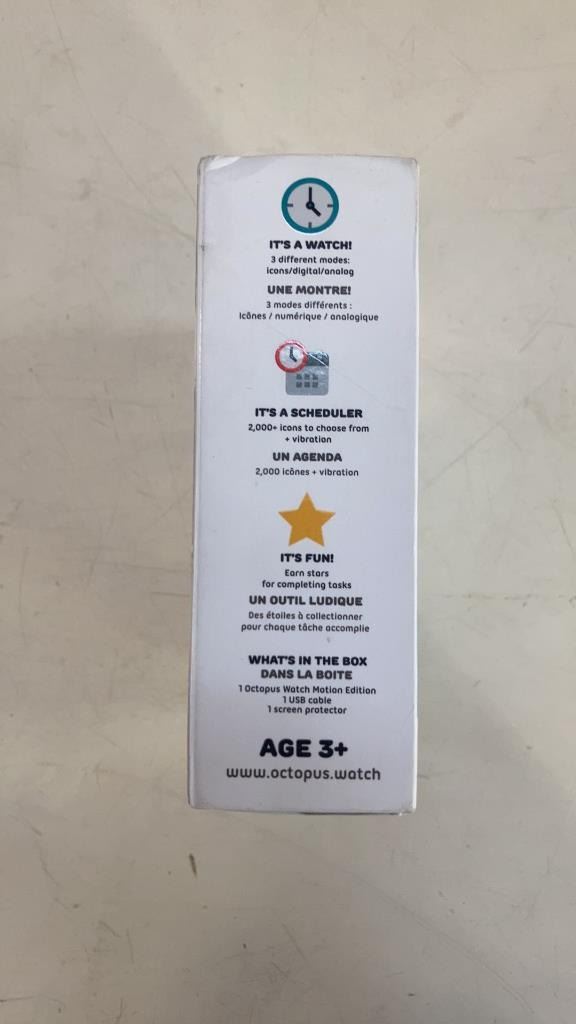 IT'S A WATCH!
3 different modes:
icons/digital/analog
UNE MONTRE!
3 modes différents :
Icônes / numérique / analogique
IT'S A SCHEDULER
2,000+ icons to choose from
+ vibration
UN AGENDA
2,000 icônes + vibration
IT'S FUN!
Earn stars
for completing tasks
UN OUTIL LUDIQUE
Des étoiles à collectionner
pour chaque tâche accomplie
WHAT'S IN THE BOX
DANS LA BOITE
1 Octopus Watch Motion Edition
1 USB cable
1 screen protector
AGE 3+
www.octopus.watch